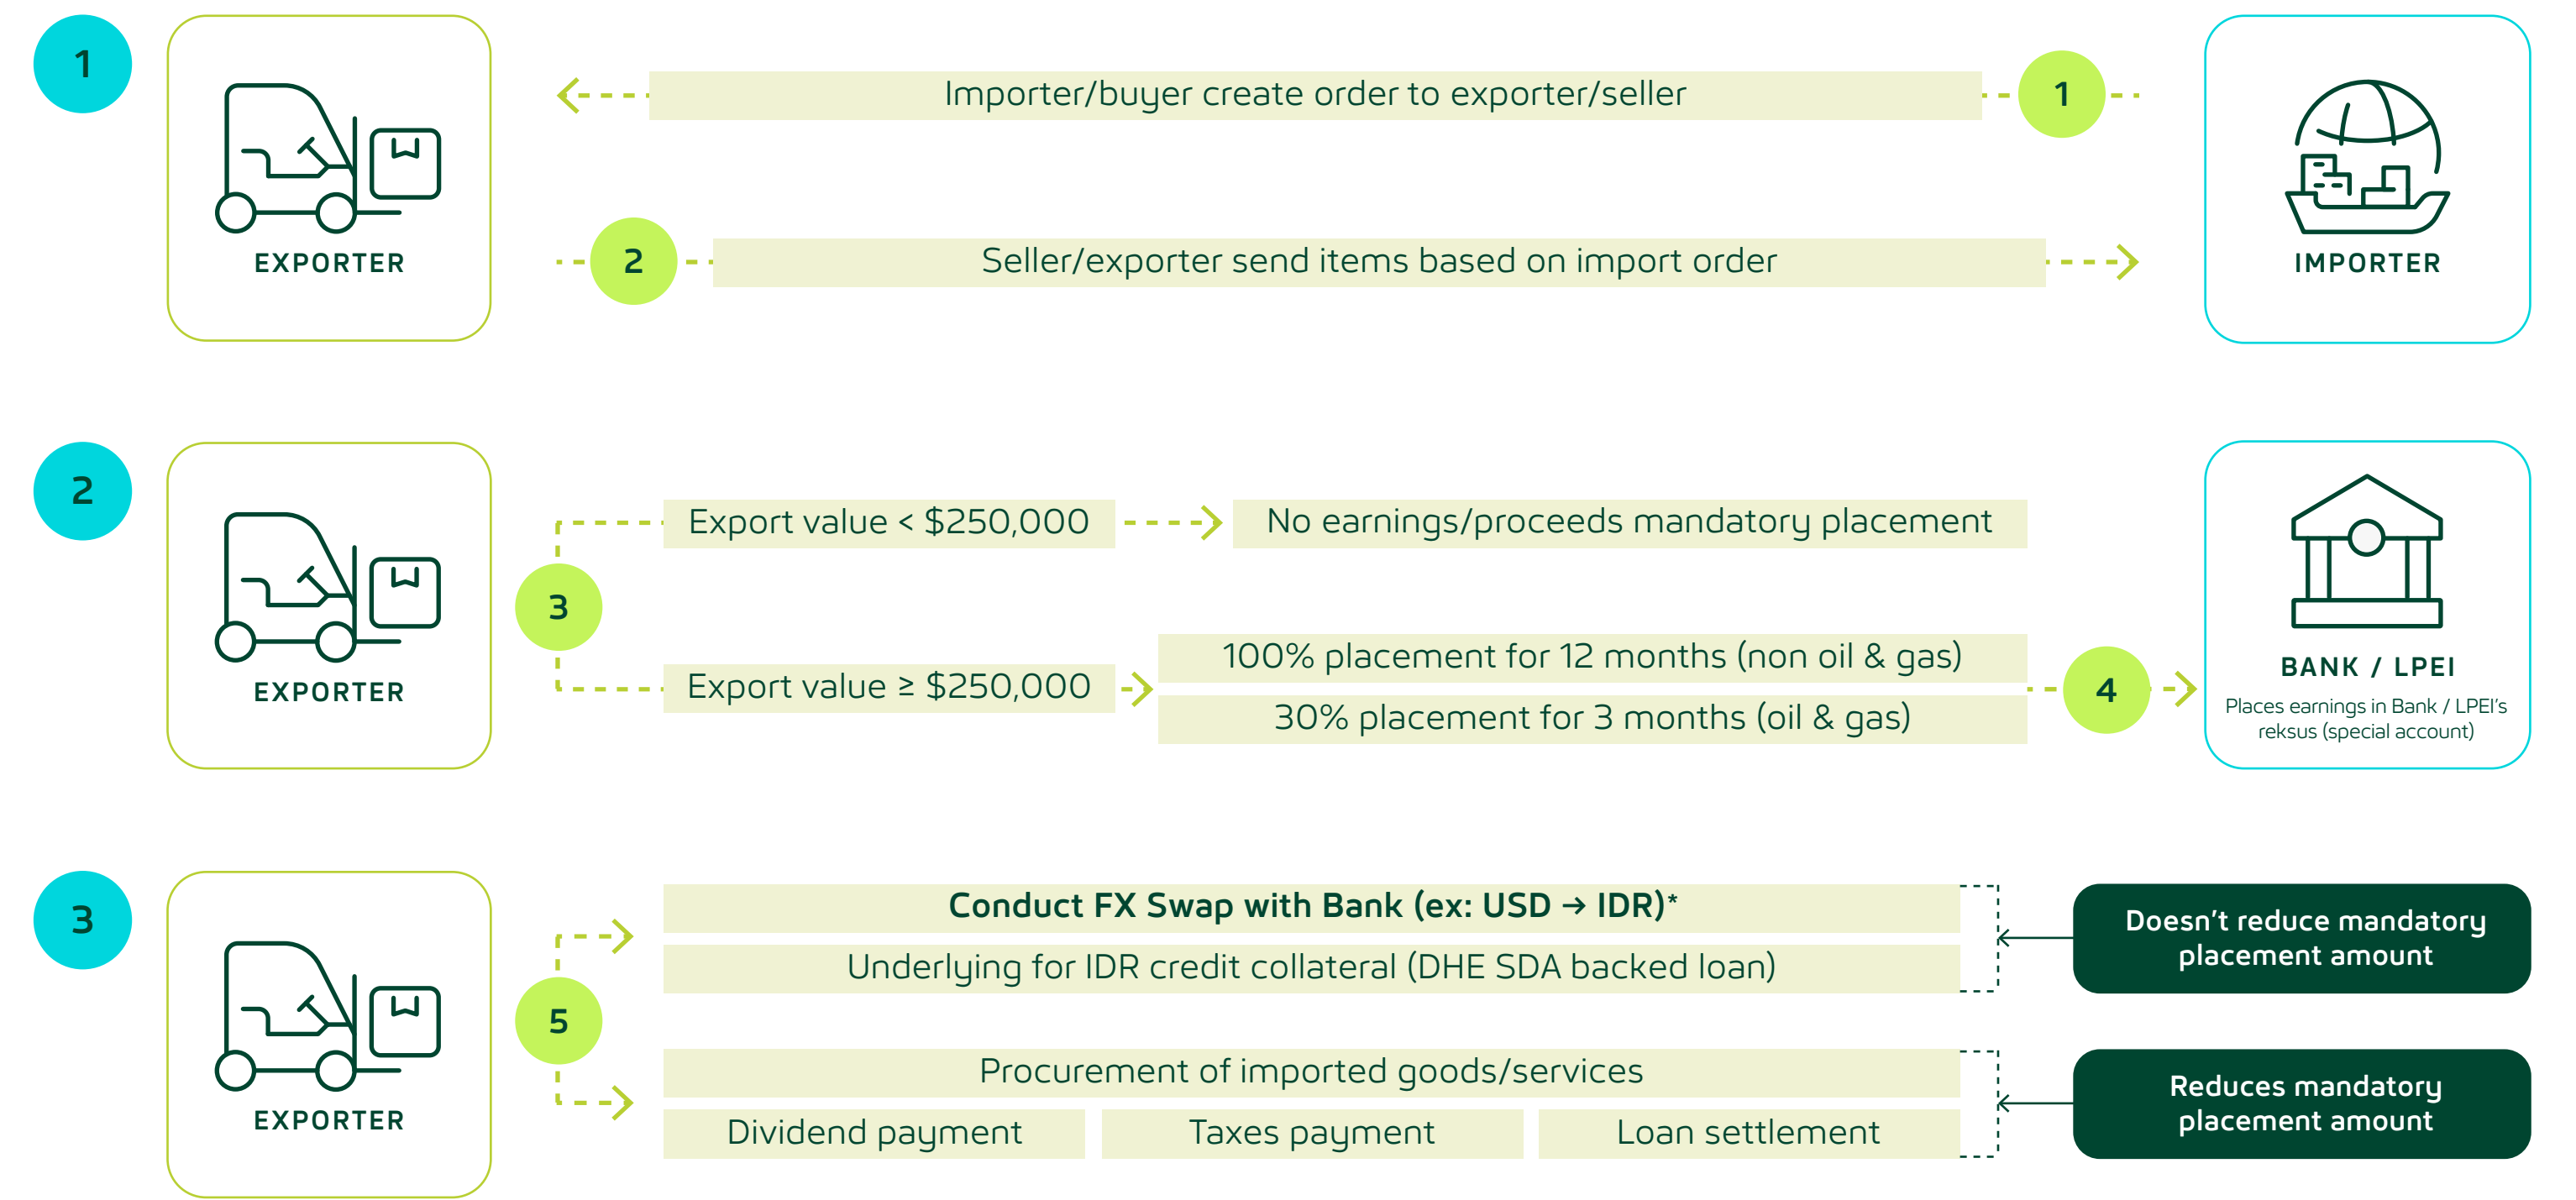 1
EXPORTER
Importer/buyer create order to exporter/seller
1
2
Seller/exporter send items based on import order
IMPORTER
2
EXPORTER
3
Export value < $250,000
No earnings/proceeds mandatory placement
Export value ≥ $250,000
100% placement for 12 months (non oil & gas)
30% placement for 3 months (oil & gas)
4
BANK / LPEI
Places earnings in Bank / LPEI's
reksus (special account)
3
EXPORTER
5
Conduct FX Swap with Bank (ex: USD → IDR)*
Underlying for IDR credit collateral (DHE SDA backed loan)
Doesn't reduce mandatory
placement amount
Procurement of imported goods/services
Dividend payment
Taxes payment
Loan settlement
Reduces mandatory
placement amount